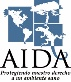 AIDA
Protegiendo nuestro derecho
a un ambiente sano